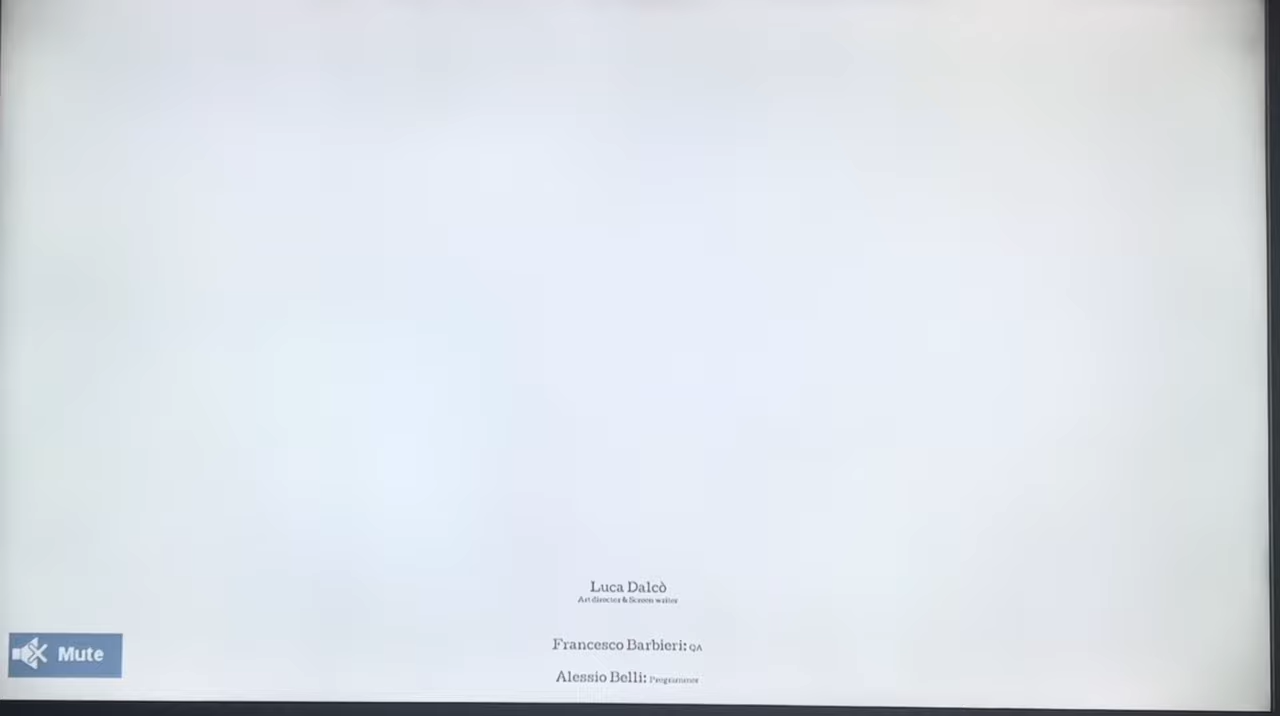 Luca Dalcò
Art director & Screen writer
Francesco Barbieri: QA
Alessio Belli: Programmer
Mute